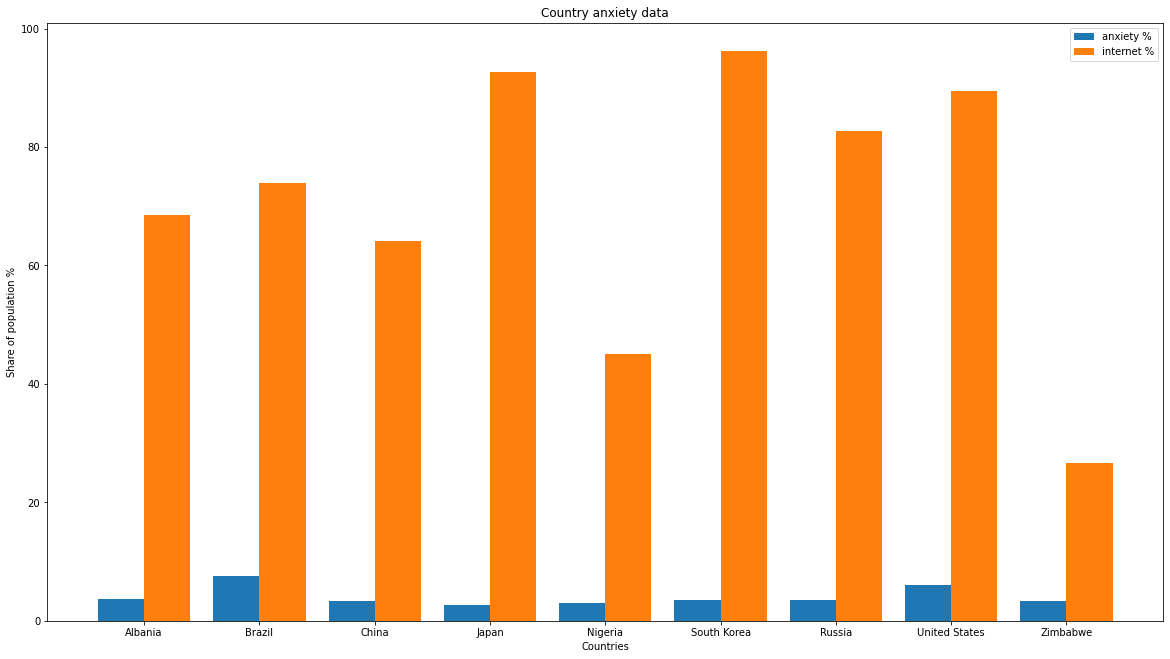 Country anxiety data
anxiety %
internet %
100
80
60
40
20
0
Share of population %
Albania Brazil China Japan Nigeria South Korea Russia United States Zimbabwe
Countries